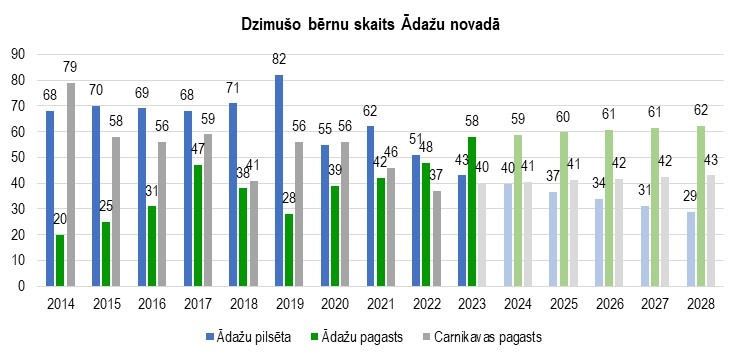 Dzimušo bērnu skaits Ādažu novadā
90
80
70
60
50
40
30
20
10
0
68 20 79
70 25 58
69 31 56
68 47 59
71 38 41
82 28 56
55 39 56
62 42 46
51 48 37
43 58 40
40 59 41
37 60 41
34 61 42
31 61 42
29 62 43
2014 2015 2016 2017 2018 2019 2020 2021 2022 2023 2024 2025 2026 2027 2028
Ādažu pilsēta Ādažu pagasts Carnikavas pagasts